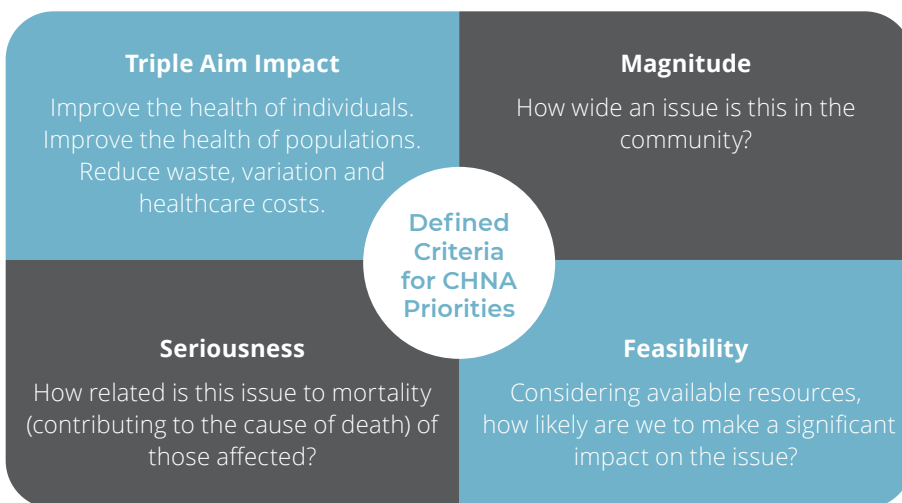 Triple Aim Impact
Improve the health of individuals.
Improve the health of populations.
Reduce waste, variation and
healthcare costs.
Magnitude
How wide an issue is this in the
community?
Defined
Criteria
for CHNA
Priorities
Seriousness
How related is this issue to mortality
(contributing to the cause of death) of
those affected?
Feasibility
Considering available resources,
how likely are we to make a significant
impact on the issue?